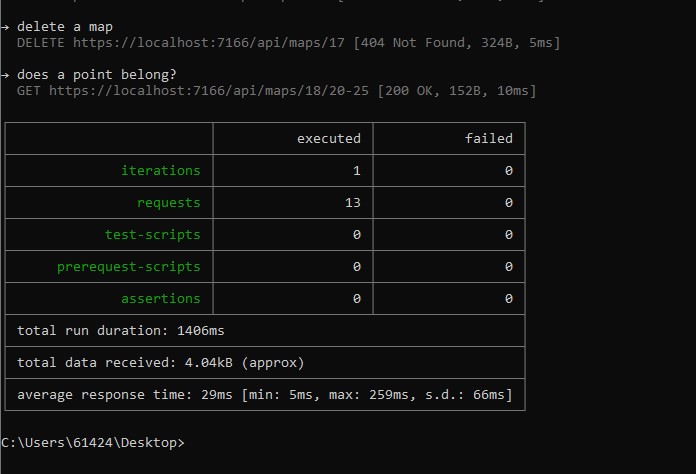 → delete a map
DELETE https://localhost:7166/api/maps/17 [404 Not Found, 324B, 5ms]
→ does a point belong?
GET https://localhost:7166/api/maps/18/20-25 [200 OK, 152B, 10ms]
executed failed
iterations 1 0
requests 13 0
test-scripts 0 0
prerequest-scripts 0 0
assertions 0 0
total run duration: 1406ms
total data received: 4.04kB (approx)
average response time: 29ms [min: 5ms, max: 259ms, s.d.: 66ms]
C:\Users\61424\Desktop>